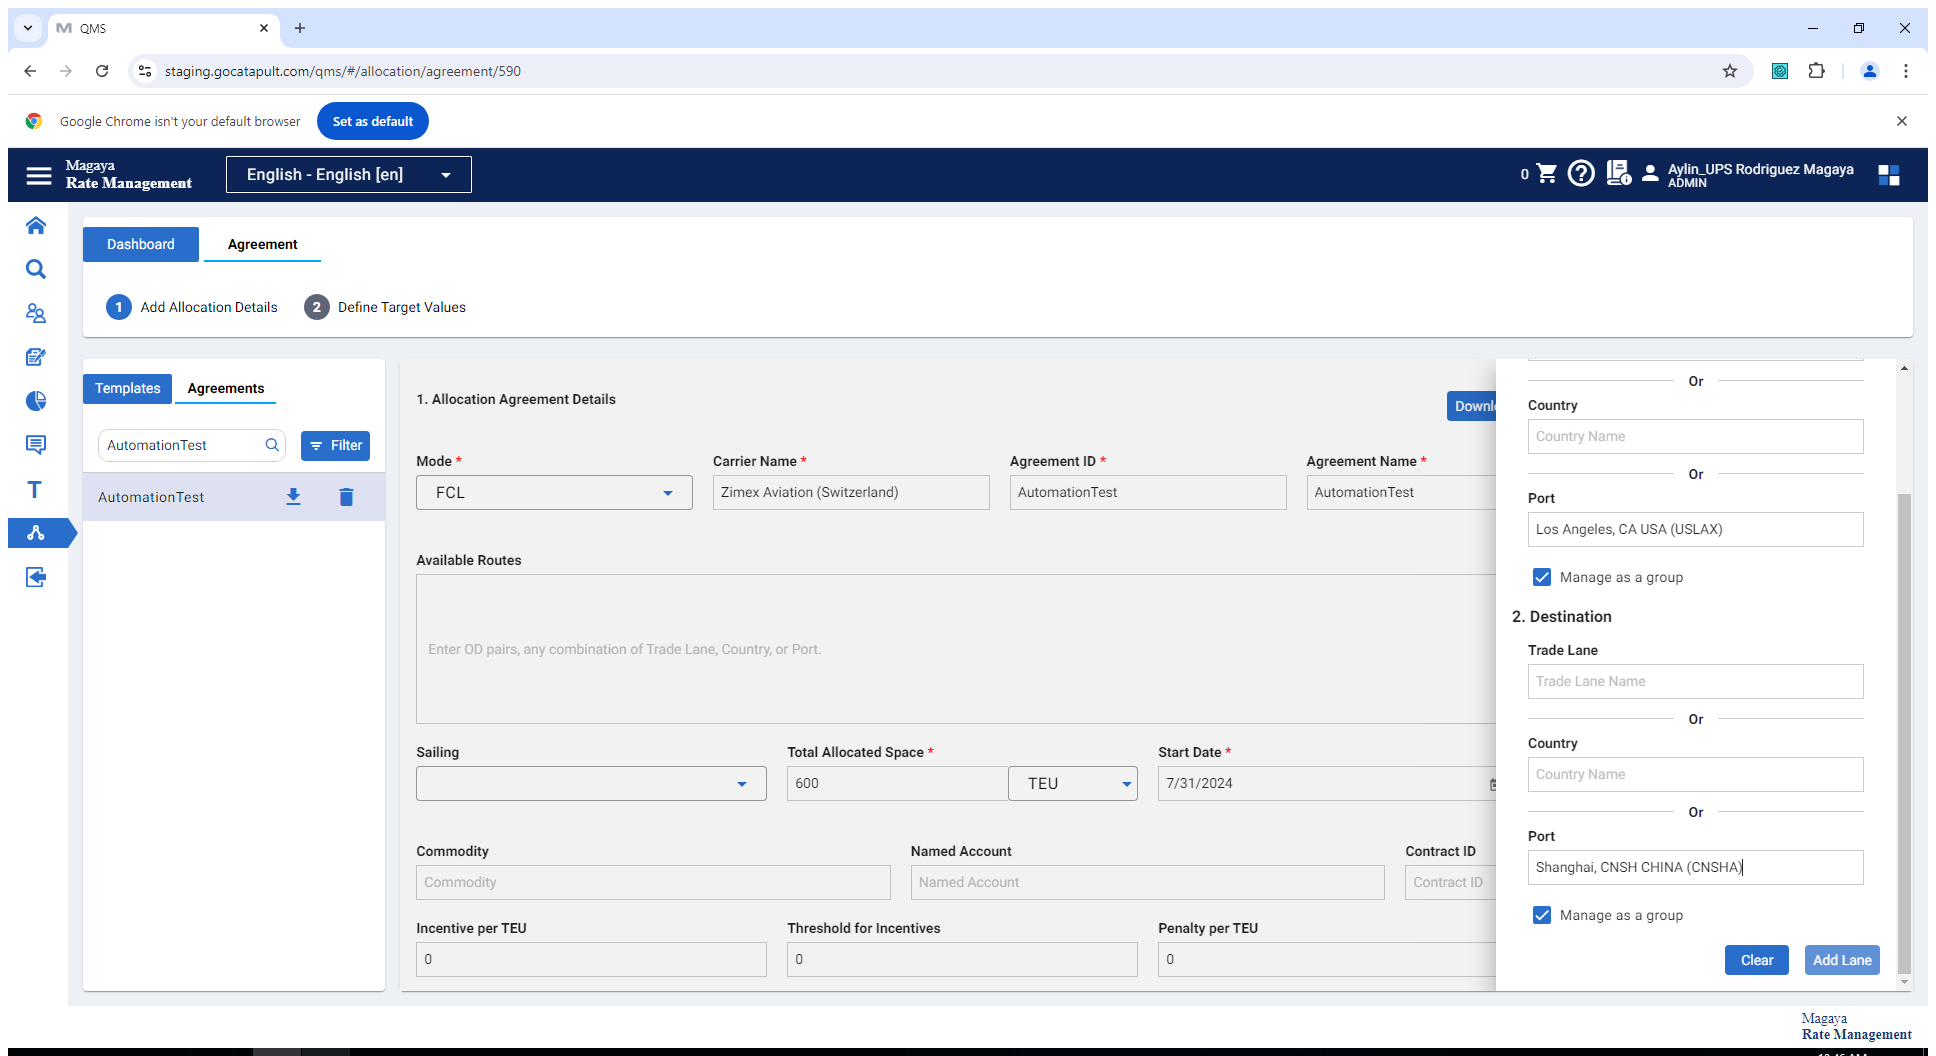 QMS
staging.gocatapult.com/qms/#/allocation/agreement/590
Google Chrome isn't your default browser
Set as default
Magaya
Rate Management
English - English [en]
0
Aylin_UPS Rodriguez Magaya
ADMIN
Dashboard
Agreement
1 Add Allocation Details
2 Define Target Values
Templates
Agreements
AutomationTest
Filter
AutomationTest
T
1. Allocation Agreement Details
Downl
Mode *
Carrier Name *
Agreement ID *
Agreement Name *
FCL
Zimex Aviation (Switzerland)
AutomationTest
AutomationTest
Available Routes
Enter OD pairs, any combination of Trade Lane, Country, or Port.
Sailing
Total Allocated Space *
Start Date *
600
TEU
7/31/2024
Commodity
Named Account
Contract ID
Commodity
Named Account
Contract ID
Incentive per TEU
Threshold for Incentives
Penalty per TEU
0
0
0
Or
Country
Country Name
Or
Port
Los Angeles, CA USA (USLAX)
Manage as a group
2. Destination
Trade Lane
Trade Lane Name
Or
Country
Country Name
Or
Port
Shanghai, CNSH CHINA (CNSHA)
Manage as a group
Clear
Add Lane
Magaya
Rate Management